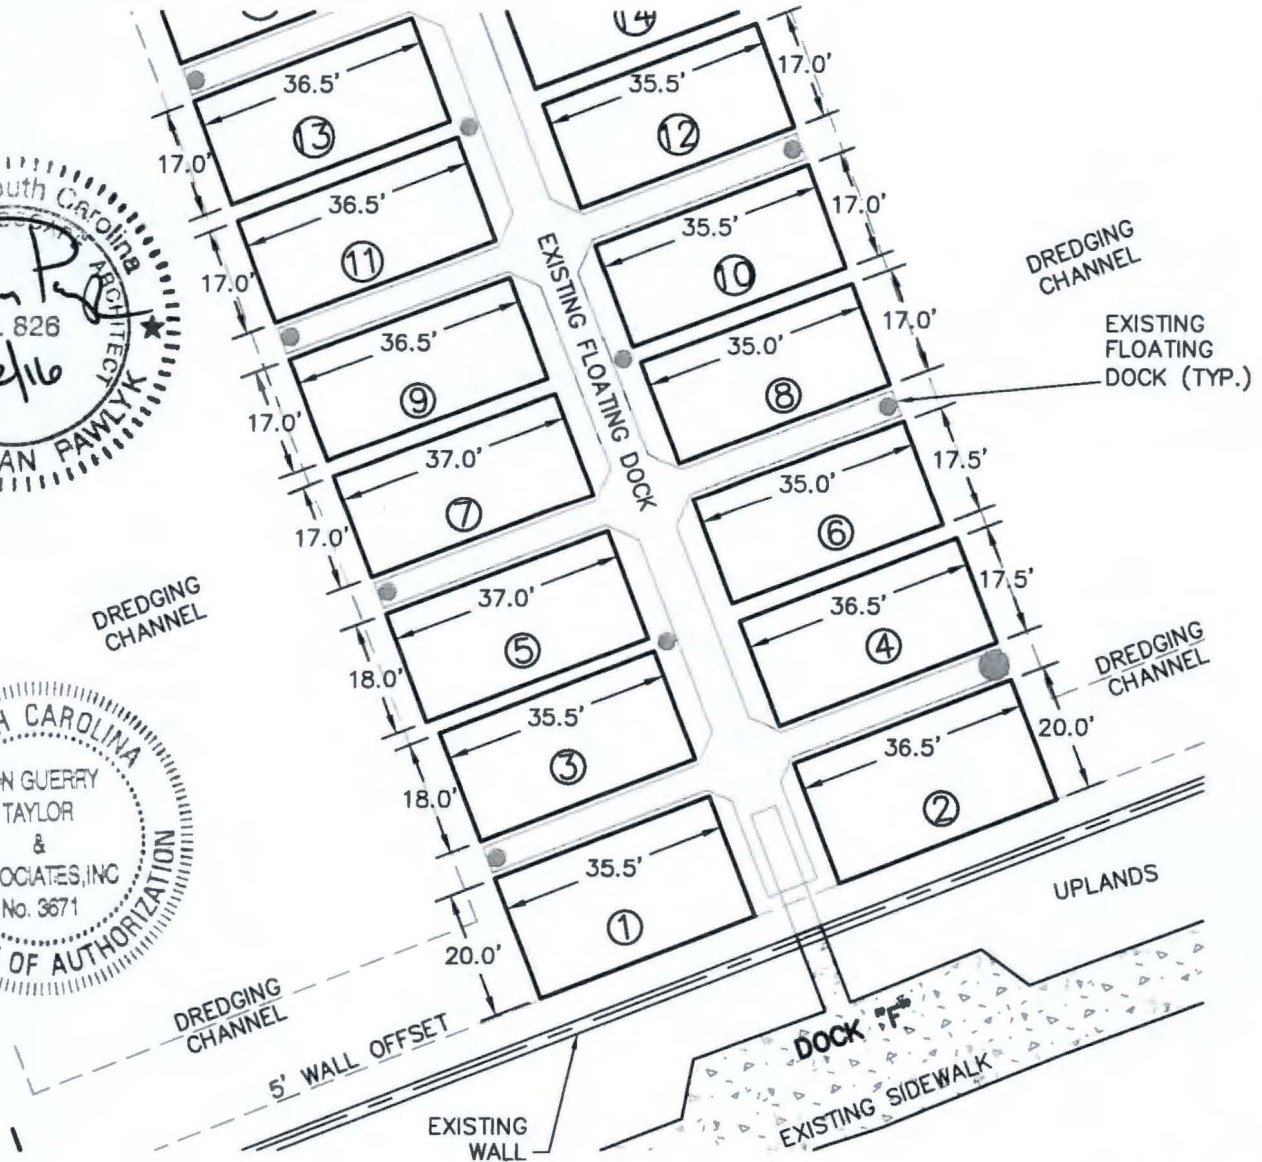 14
17.0'
36.5'
13
35.5'
12
17.0'
36.5'
11
35.5'
10
17.0'
17.0'
DREDGING
CHANNEL
EXISTING FLOATING DOCK
36.5'
9
35.0'
8
17.0'
EXISTING
FLOATING
DOCK (TYP.)
17.0'
37.0'
7
35.0'
6
17.5'
17.0'
DREDGING
CHANNEL
37.0'
5
36.5'
4
17.5'
18.0'
DREDGING
CHANNEL
35.5'
3
36.5'
2
20.0'
18.0'
35.5'
1
20.0'
UPLANDS
DREDGING
CHANNEL
5' WALL OFFSET
EXISTING
WALL
DOCK "F"
EXISTING SIDEWALK
Carolina
ARCHITECT
826
PAWLYK
CAROLINA
GUERRY
TAYLOR
&
No. 3671
OF AUTHORIZATION